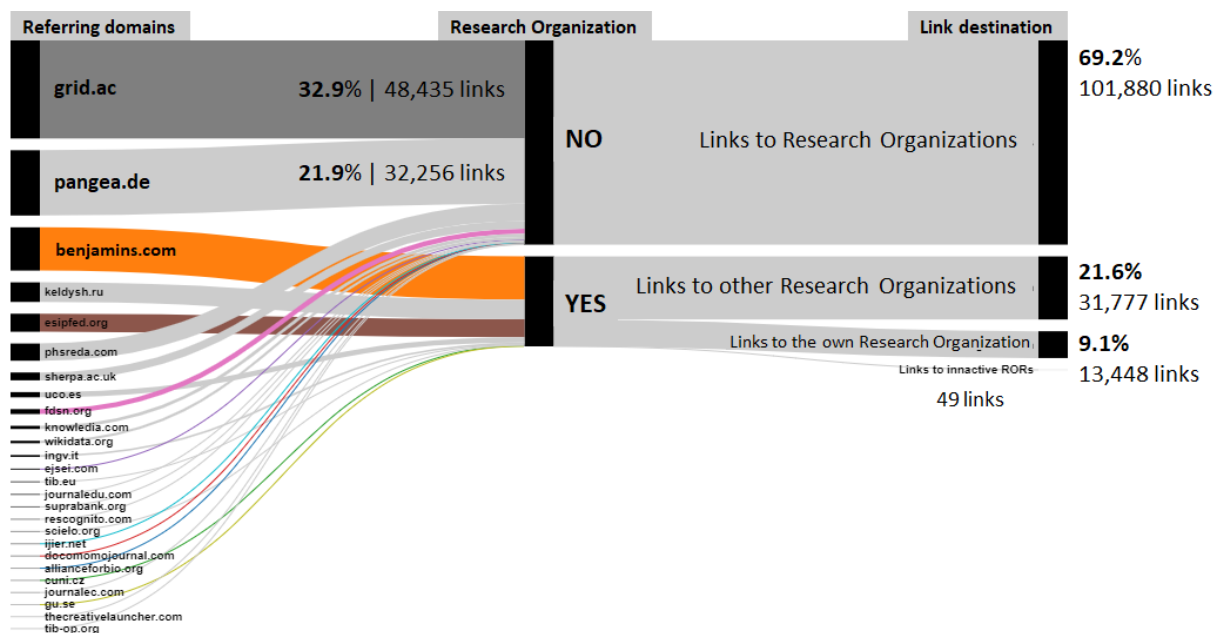 Referring domains
Research Organization
Link destination
grid.ac
32.9% | 48,435 links
pangea.de
21.9% | 32,256 links
benjamins.com
keldysh.ru
esipfed.org
phsreda.com
sherpa.ac.uk
uco.es
fdsn.org
knowledia.com
wikidata.org
ingv.it
ejsei.com
tib.eu
journaledu.com
suprabank.org
rescognito.com
scielo.org
ijier.net
docomomojournal.com
allianceforbio.org
cuni.cz
journalec.com
gu.se
thecreativelauncher.com
tib-op.org
NO
YES
Links to Research Organizations
69.2%
101,880 links
Links to other Research Organizations
21.6%
31,777 links
Links to the own Research Organization
9.1%
13,448 links
Links to innactive RORs
49 links